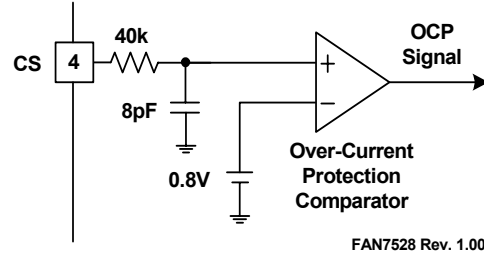 40k
OCP
Signal
CS
4
+
8pF
−
0.8V
Over-Current
Protection
Comparator
FAN7528 Rev. 1.00